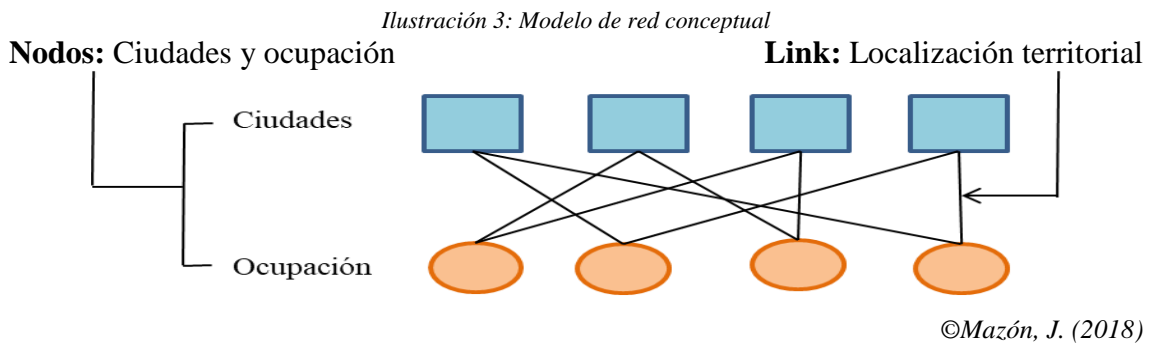 Ilustración 3: Modelo de red conceptual
Nodos: Ciudades y ocupación
Link: Localización territorial
Ciudades
Ocupación
©Mazón, J. (2018)